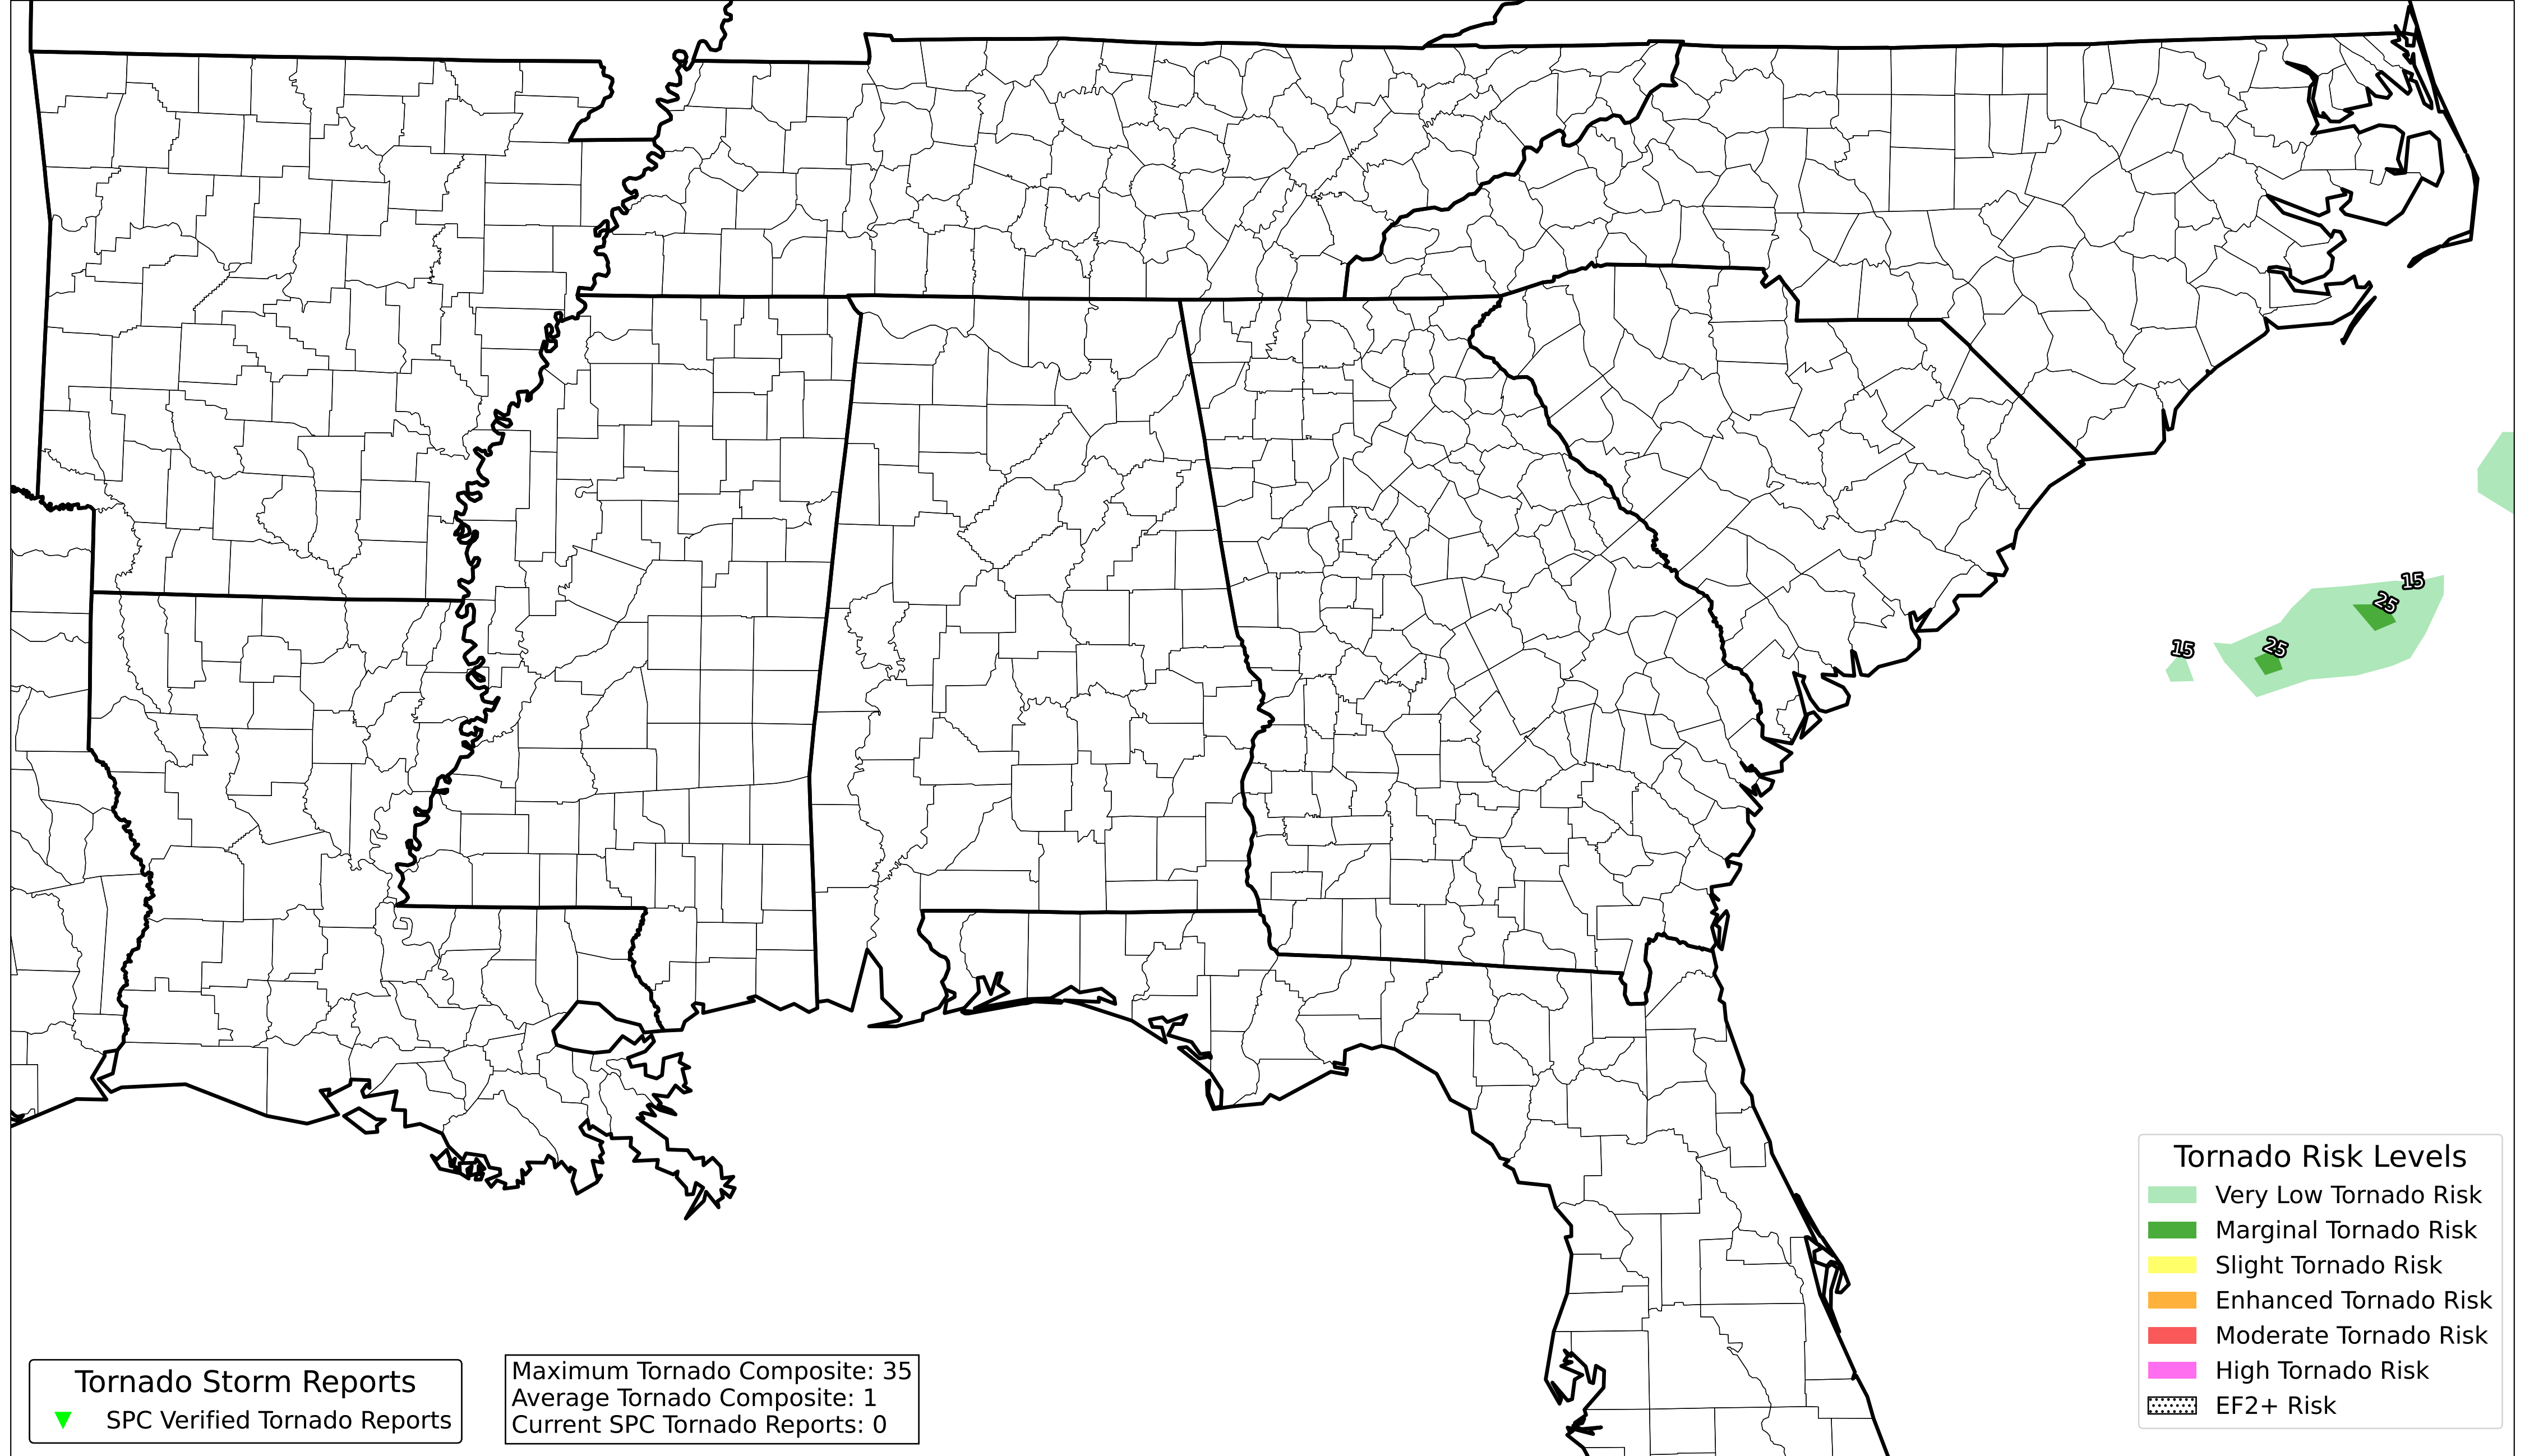 15
25
15
25
Tornado Risk Levels
Very Low Tornado Risk
Marginal Tornado Risk
Slight Tornado Risk
Enhanced Tornado Risk
Moderate Tornado Risk
High Tornado Risk
EF2+ Risk
Tornado Storm Reports
SPC Verified Tornado Reports
Maximum Tornado Composite: 35
Average Tornado Composite: 1
Current SPC Tornado Reports: 0